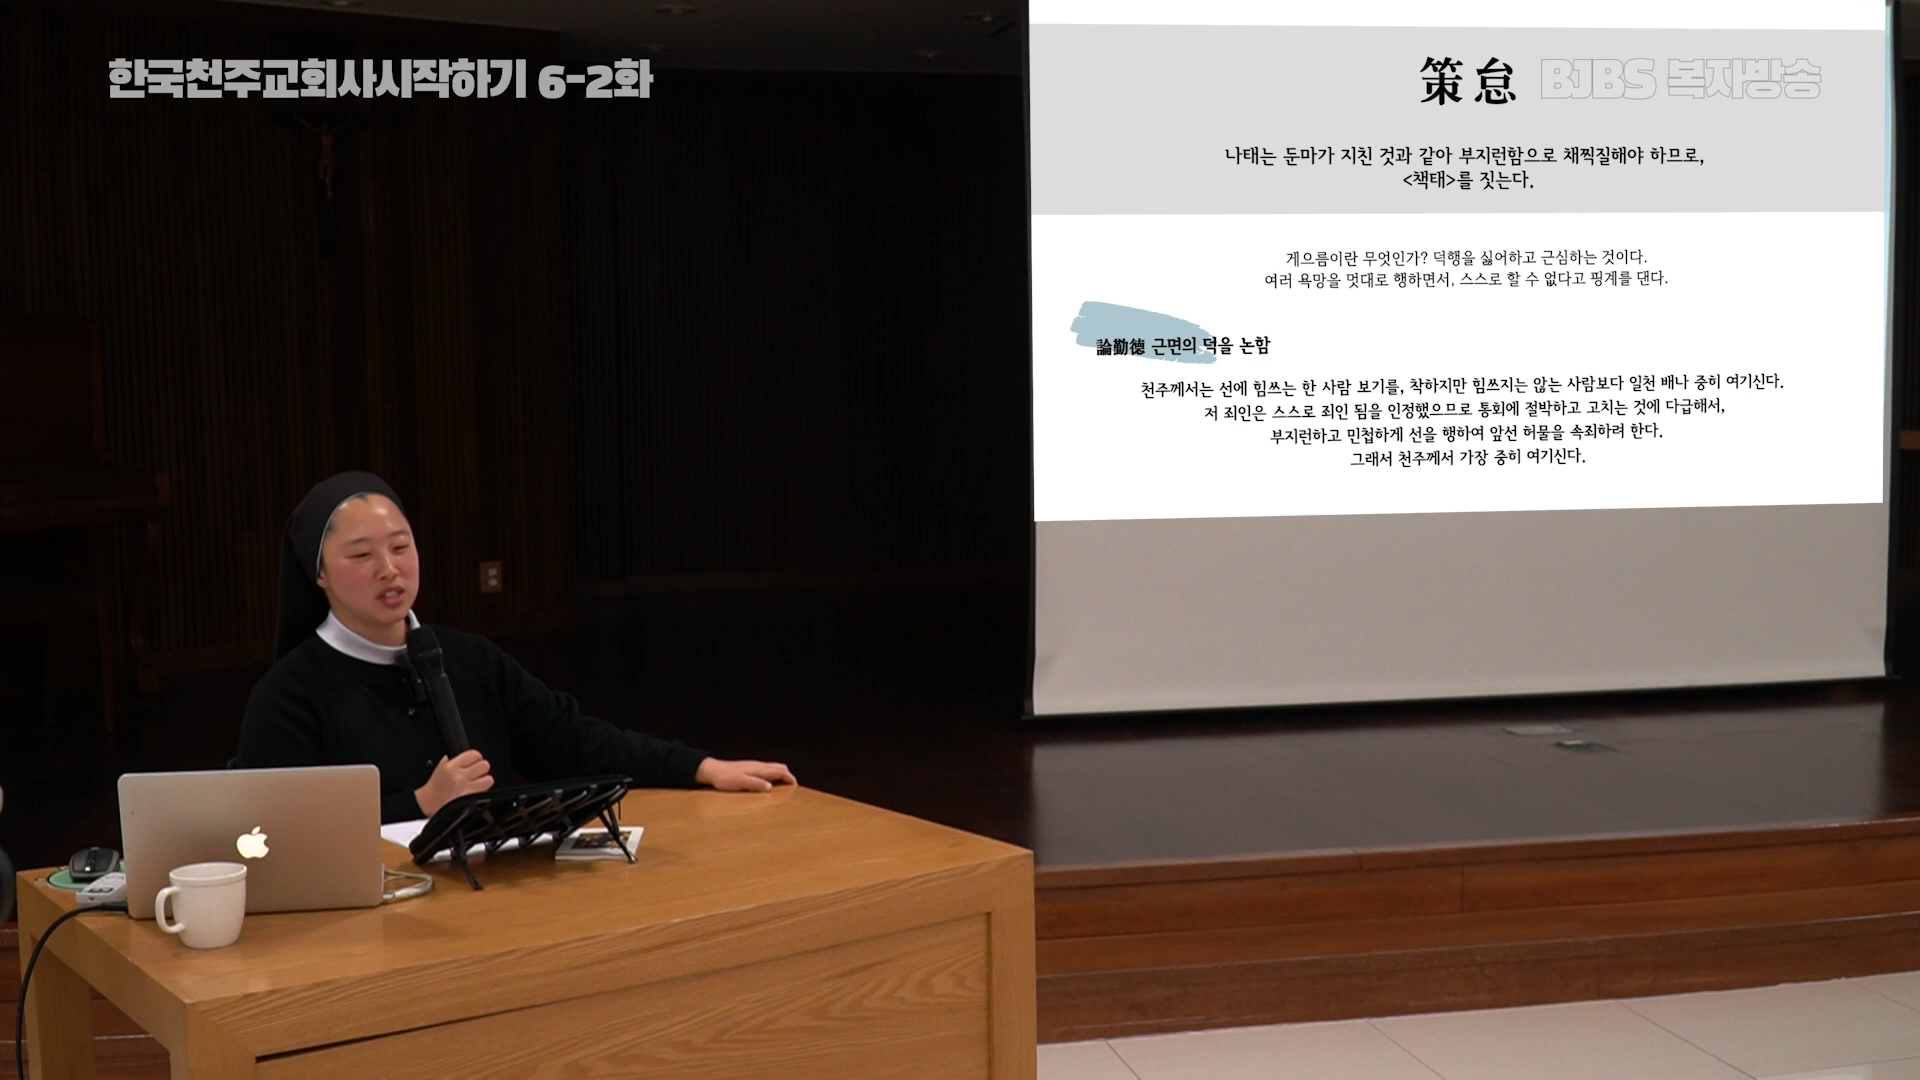 한국천주교회사시작하기 6-2화
策怠
BJBS 복자방송
나태는 둔마가 지친 것과 같아 부지런함으로 채찍질해야 하므로,
<책태>를 짓는다.
게으름이란 무엇인가? 덕행을 싫어하고 근심하는 것이다.
여러 욕망을 멋대로 행하면서, 스스로 할 수 없다고 핑계를 댄다.
論勤德 근면의 덕을 논함
천주께서는 선에 힘쓰는 한 사람 보기를, 착하지만 힘쓰지는 않는 사람보다 일천 배나 중히 여기신다.
저 죄인은 스스로 죄인 됨을 인정했으므로 통회에 절박하고 고치는 것에 다급해서,
부지런하고 민첩하게 선을 행하여 앞선 허물을 속죄하려 한다.
그래서 천주께서 가장 중히 여기신다.